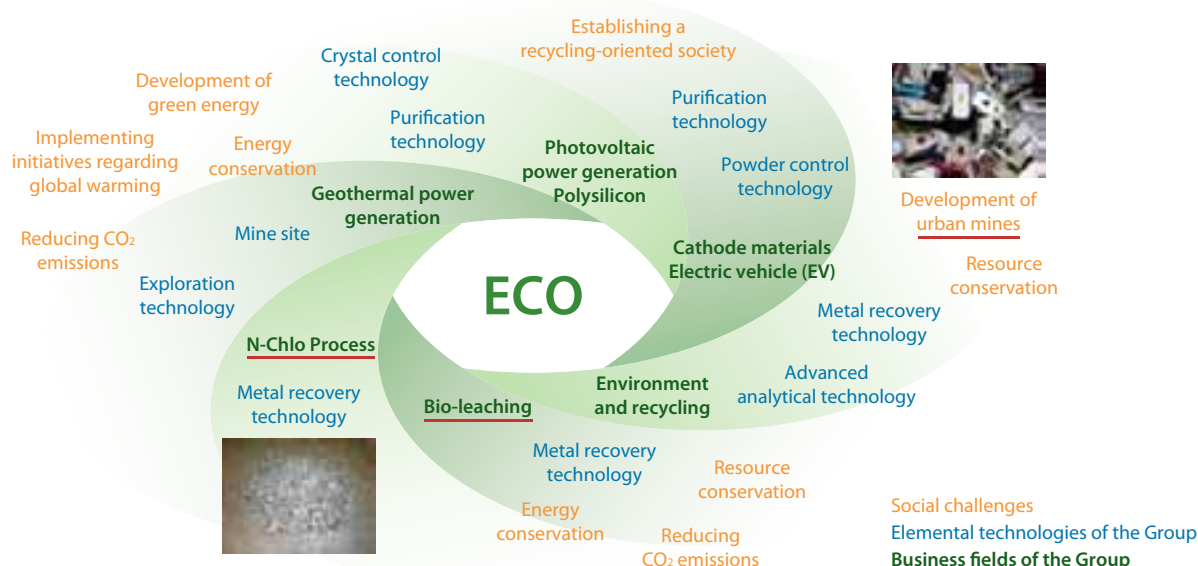 Establishing a
recycling-oriented society
Crystal control
technology
Development of
green energy
Purification
technology
Purification
technology
Implementing
initiatives regarding
global warming
Energy
conservation
Photovoltaic
power generation
Polysilicon
Powder control
technology
Geothermal power
generation
Development of
urban mines
Reducing CO2
emissions
Mine site
Cathode materials
Electric vehicle (EV)
Resource
conservation
Exploration
technology
ECO
Metal recovery
technology
N-Chlo Process
Advanced
analytical technology
Environment
and recycling
Metal recovery
technology
Bio-leaching
Metal recovery
technology
Resource
conservation
Energy
conservation
Reducing
CO2 emissions
Social challenges
Elemental technologies of the Group
Business fields of the Group